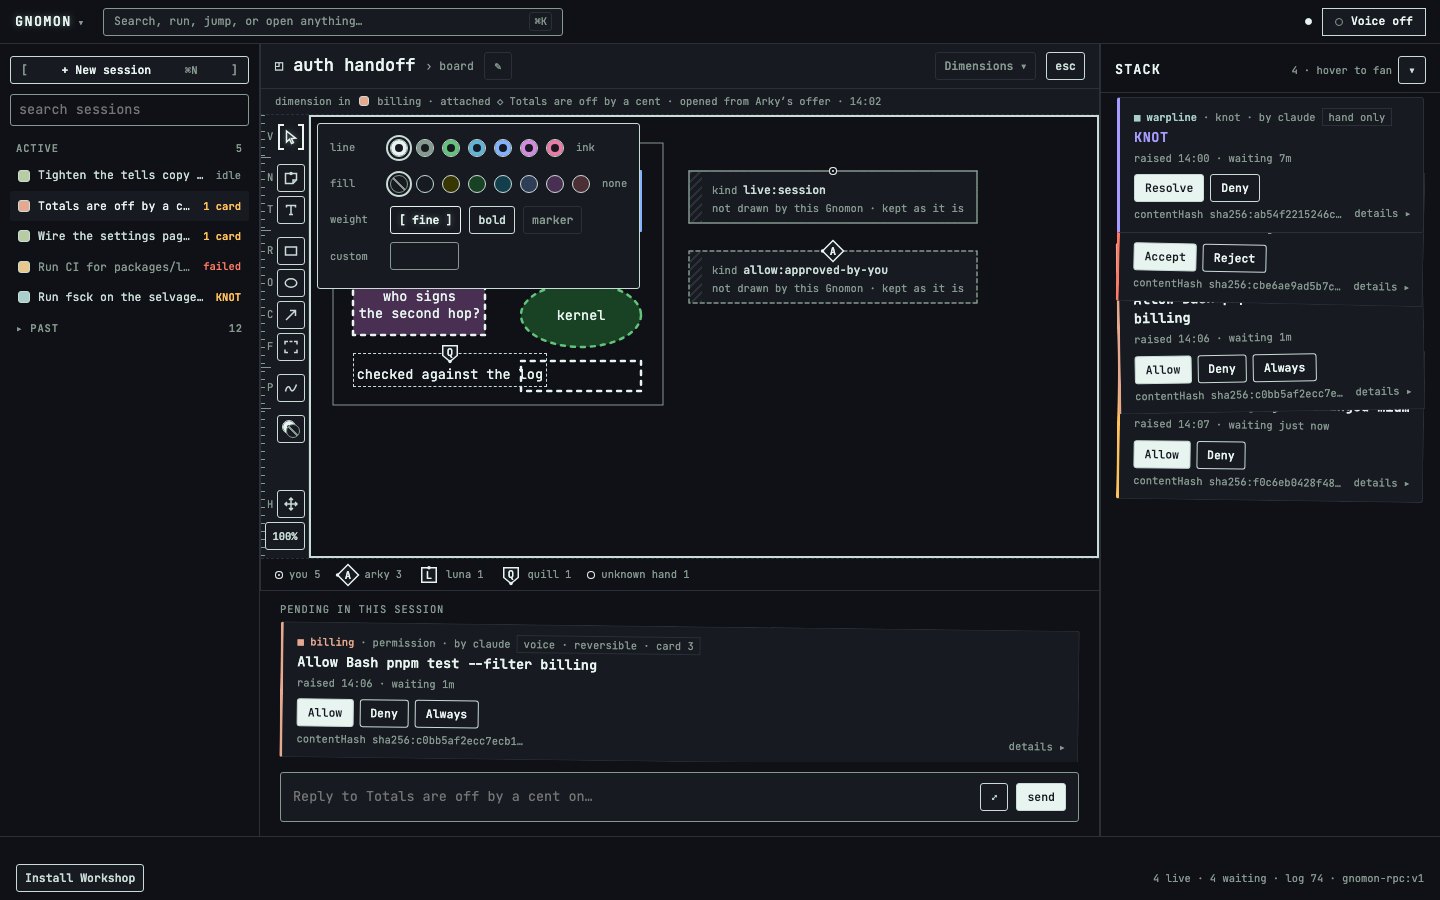 GNOMON ▾
Search, run, jump, or open anything…
⌘K
○ Voice off
[ + New session ⌘N ]
search sessions
ACTIVE 5
Tighten the tells copy … idle
Totals are off by a c… 1 card
Wire the settings pag… 1 card
Run CI for packages/l… failed
Run fsck on the selvage… KNOT
▸ PAST 12
auth handoff › board ✎
Dimensions ▾
esc
dimension in billing · attached ◇ Totals are off by a cent · opened from Arky’s offer · 14:02
V
N
T
R
O
C
F
P
H
100%
line ink
fill none
weight [ fine ] bold marker
custom
who signs
the second hop?
kernel
Q
checked against the log
kind live:session
not drawn by this Gnomon · kept as it is
A
kind allow:approved-by-you
not drawn by this Gnomon · kept as it is
you 5
A arky 3
L luna 1
Q quill 1
unknown hand 1
PENDING IN THIS SESSION
■ billing · permission · by claude voice · reversible · card 3
Allow Bash pnpm test --filter billing
raised 14:06 · waiting 1m
Allow Deny Always
contentHash sha256:c0bb5af2ecc7ecb1…
details ▸
Reply to Totals are off by a cent on…
↗
send
STACK
4 · hover to fan ▾
■ warpline · knot · by claude hand only
KNOT
raised 14:00 · waiting 7m
Resolve Deny
contentHash sha256:ab54f2215246c… details ▸
Accept Reject
contentHash sha256:cbe6ae9ad5b7c… details ▸
billing
raised 14:06 · waiting 1m
Allow Deny Always
contentHash sha256:c0bb5af2ecc7e… details ▸
raised 14:07 · waiting just now
Allow Deny
contentHash sha256:f0c6eb0428f48… details ▸
Install Workshop
4 live · 4 waiting · log 74 · gnomon-rpc:v1